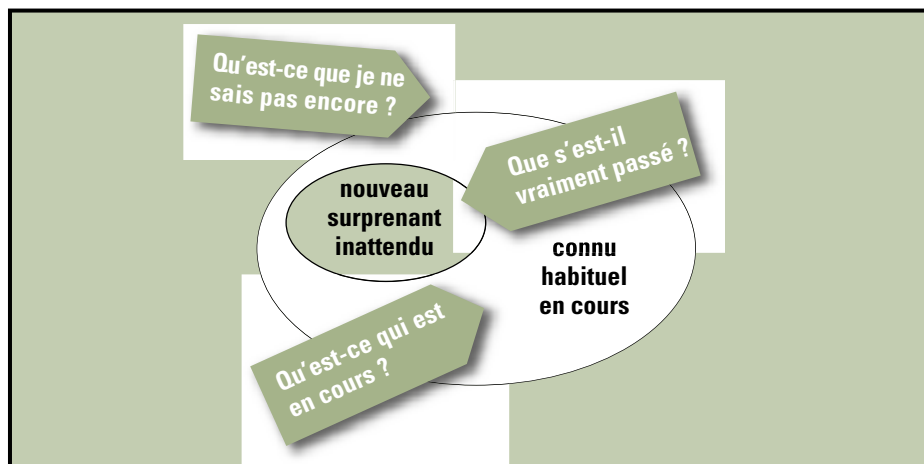 Qu’est-ce que je ne
sais pas encore ?
Que s’est-il
vraiment passé ?
nouveau
surprenant
inattendu
connu
habituel
en cours
Qu’est-ce qui est
en cours ?